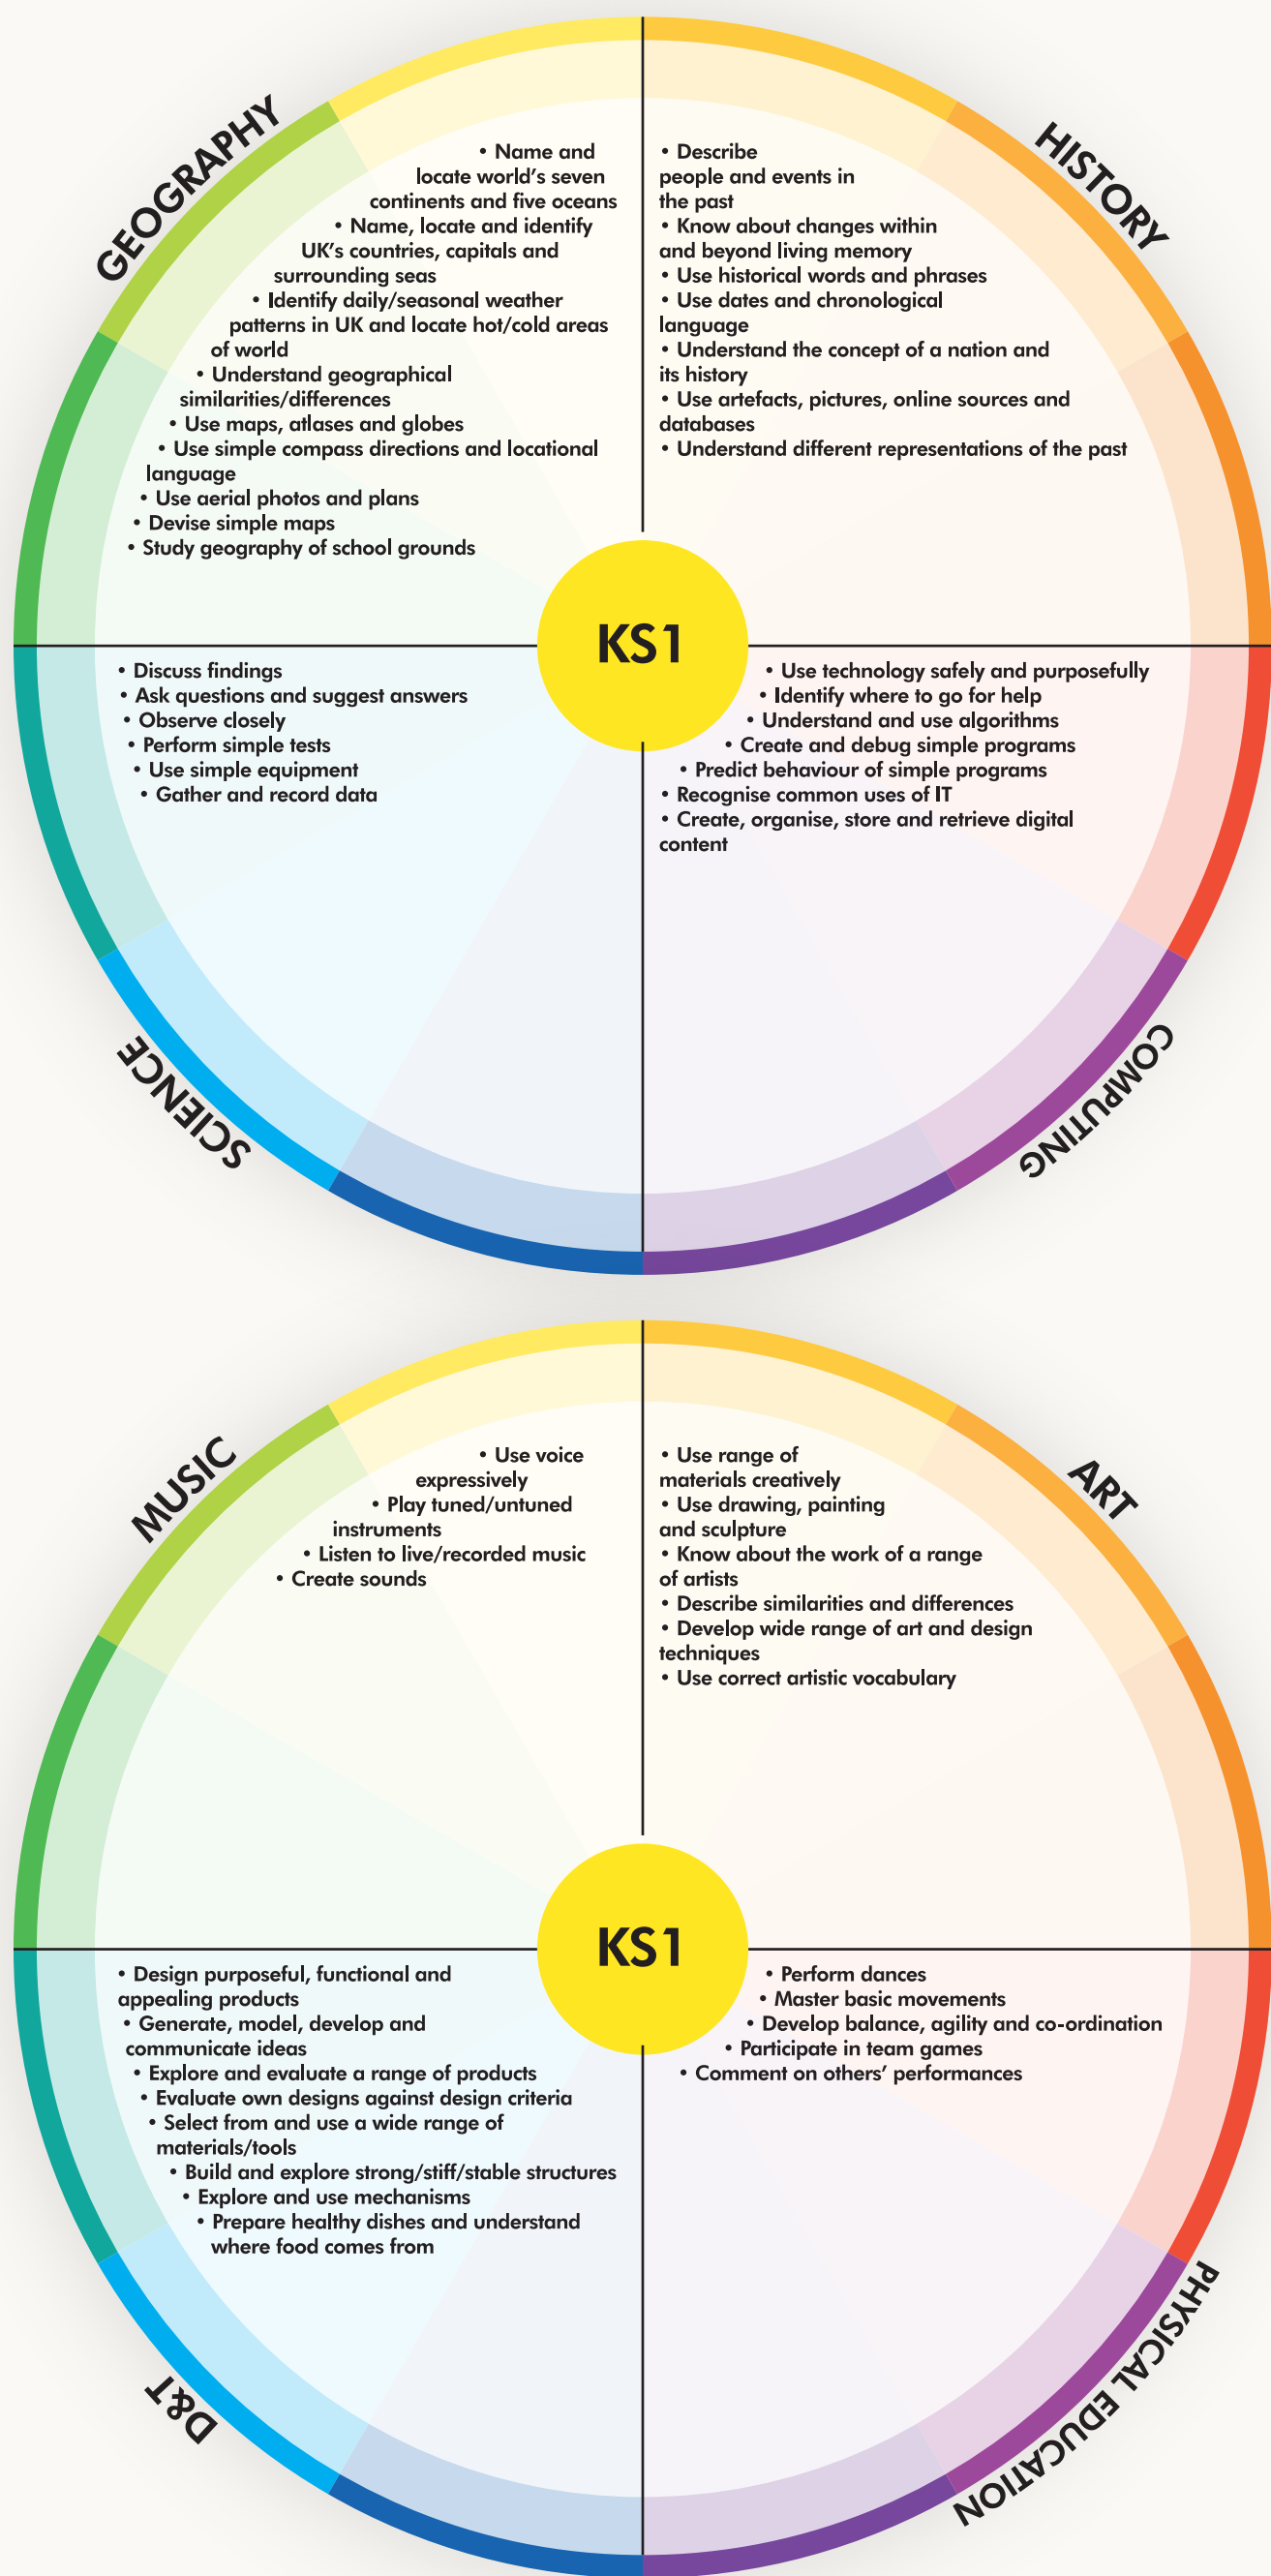 GEOGRAPHY
• Name and
locate world’s seven
continents and five oceans
• Name, locate and identify
UK’s countries, capitals and
surrounding seas
• Identify daily/seasonal weather
patterns in UK and locate hot/cold areas
of world
• Understand geographical
similarities/differences
• Use maps, atlases and globes
• Use simple compass directions and locational
language
• Use aerial photos and plans
• Devise simple maps
• Study geography of school grounds
HISTORY
• Describe
people and events in
the past
• Know about changes within
and beyond living memory
• Use historical words and phrases
• Use dates and chronological
language
• Understand the concept of a nation and
its history
• Use artefacts, pictures, online sources and
databases
• Understand different representations of the past
KS1
• Discuss findings
• Ask questions and suggest answers
• Observe closely
• Perform simple tests
• Use simple equipment
• Gather and record data
SCIENCE
• Use technology safely and purposefully
• Identify where to go for help
• Understand and use algorithms
• Create and debug simple programs
• Predict behaviour of simple programs
• Recognise common uses of IT
• Create, organise, store and retrieve digital
content
COMPUTING
MUSIC
• Use voice
expressively
• Play tuned/untuned
instruments
• Listen to live/recorded music
• Create sounds
ART
• Use range of
materials creatively
• Use drawing, painting
and sculpture
• Know about the work of a range
of artists
• Describe similarities and differences
• Develop wide range of art and design
techniques
• Use correct artistic vocabulary
KS1
• Design purposeful, functional and
appealing products
• Generate, model, develop and
communicate ideas
• Explore and evaluate a range of products
• Evaluate own designs against design criteria
• Select from and use a wide range of
materials/tools
• Build and explore strong/stiff/stable structures
• Explore and use mechanisms
• Prepare healthy dishes and understand
where food comes from
D&T
• Perform dances
• Master basic movements
• Develop balance, agility and co-ordination
• Participate in team games
• Comment on others’ performances
PHYSICAL EDUCATION